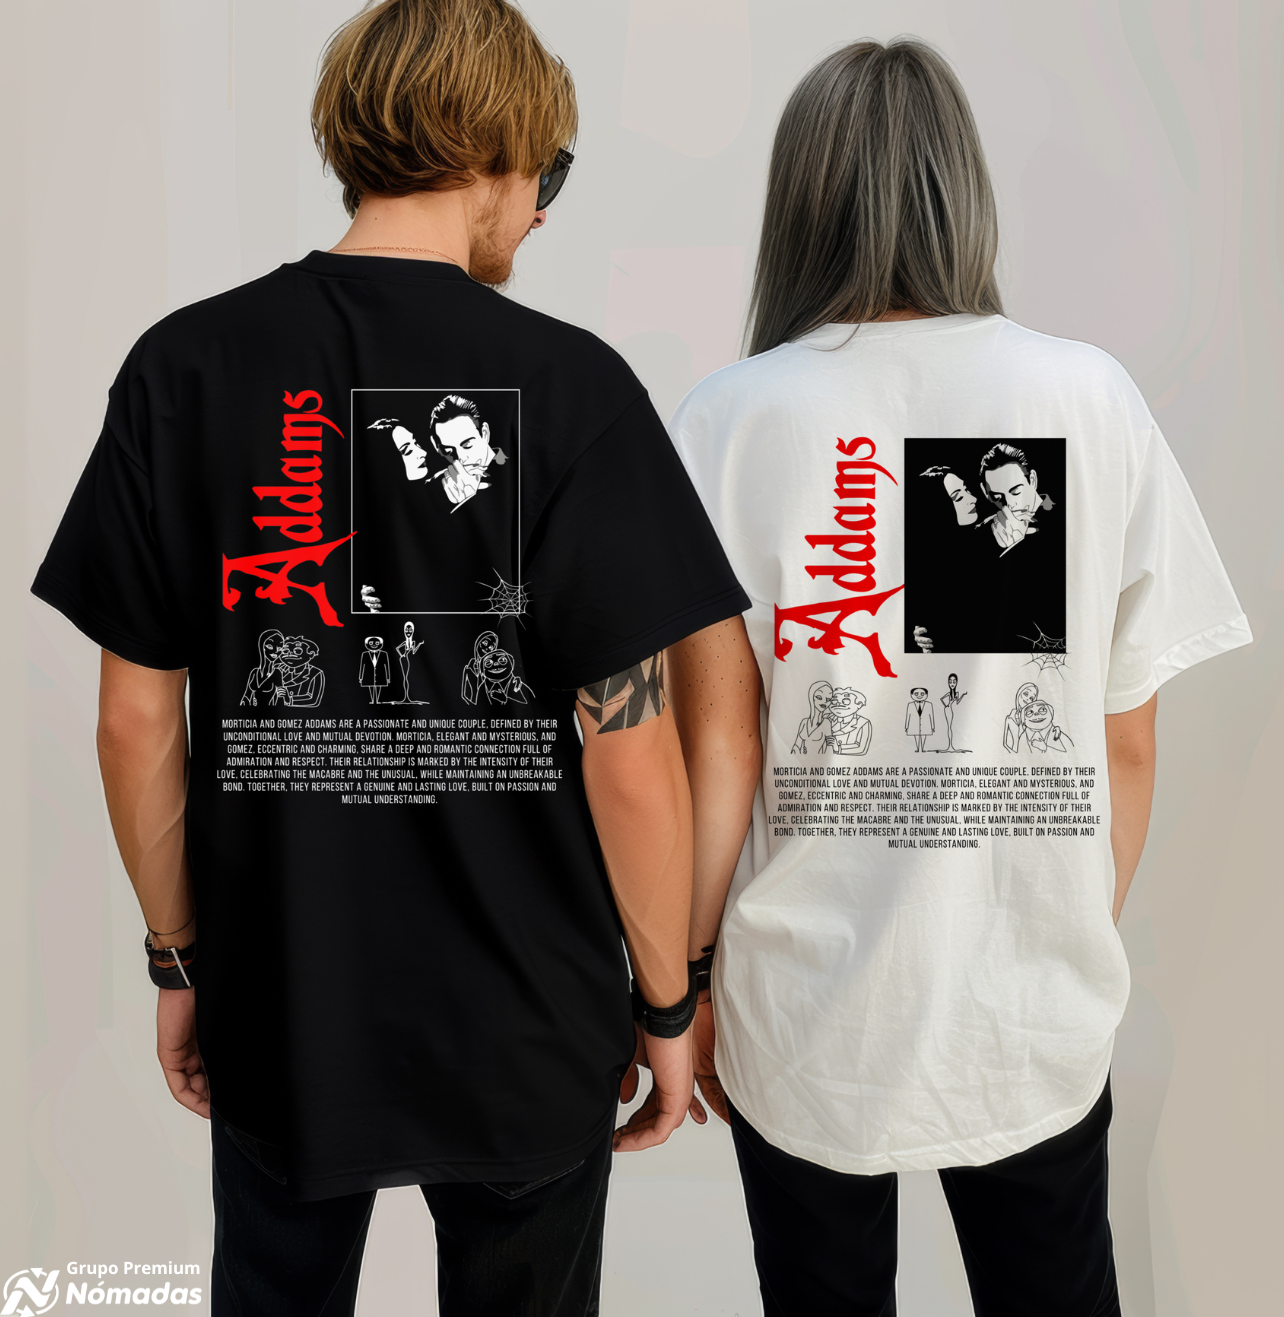 Addams
MORTICIA AND GOMEZ ADDAMS ARE A PASSIONATE AND UNIQUE COUPLE, DEFINED BY THEIR
UNCONDITIONAL LOVE AND MUTUAL DEVOTION. MORTICIA, ELEGANT AND MYSTERIOUS, AND
GOMEZ, ECCENTRIC AND CHARMING, SHARE A DEEP AND ROMANTIC CONNECTION FULL OF
ADMIRATION AND RESPECT. THEIR RELATIONSHIP IS MARKED BY THE INTENSITY OF THEIR
LOVE, CELEBRATING THE MACABRE AND THE UNUSUAL, WHILE MAINTAINING AN UNBREAKABLE
BOND. TOGETHER, THEY REPRESENT A GENUINE AND LASTING LOVE, BUILT ON PASSION AND
MUTUAL UNDERSTANDING.
Addams
MORTICIA AND GOMEZ ADDAMS ARE A PASSIONATE AND UNIQUE COUPLE, DEFINED BY THEIR
UNCONDITIONAL LOVE AND MUTUAL DEVOTION. MORTICIA, ELEGANT AND MYSTERIOUS, AND
GOMEZ, ECCENTRIC AND CHARMING, SHARE A DEEP AND ROMANTIC CONNECTION FULL OF
ADMIRATION AND RESPECT. THEIR RELATIONSHIP IS MARKED BY THE INTENSITY OF THEIR
LOVE, CELEBRATING THE MACABRE AND THE UNUSUAL, WHILE MAINTAINING AN UNBREAKABLE
BOND. TOGETHER, THEY REPRESENT A GENUINE AND LASTING LOVE, BUILT ON PASSION AND
MUTUAL UNDERSTANDING.
Grupo Premium
Nómadas